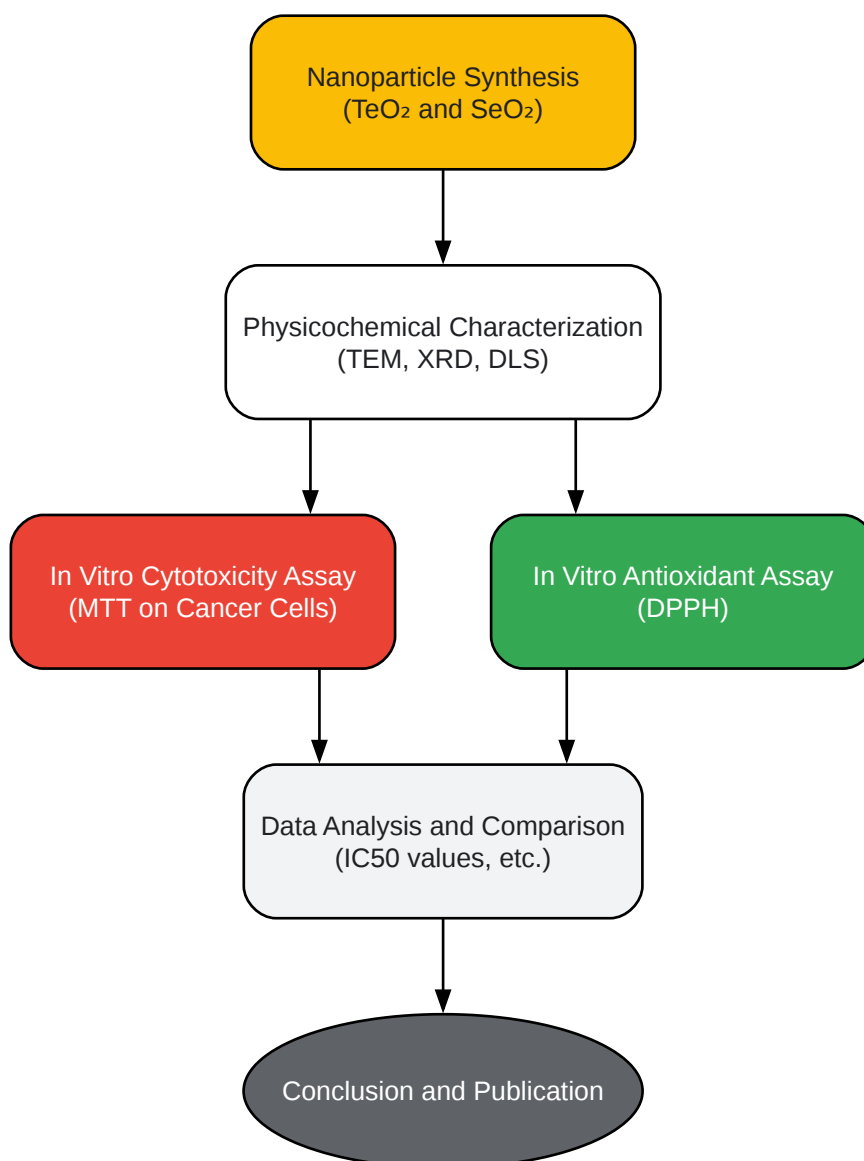 Nanoparticle Synthesis
(TeO₂ and SeO₂)
Physicochemical Characterization
(TEM, XRD, DLS)
In Vitro Cytotoxicity Assay
(MTT on Cancer Cells)
In Vitro Antioxidant Assay
(DPPH)
Data Analysis and Comparison
(IC50 values, etc.)
Conclusion and Publication